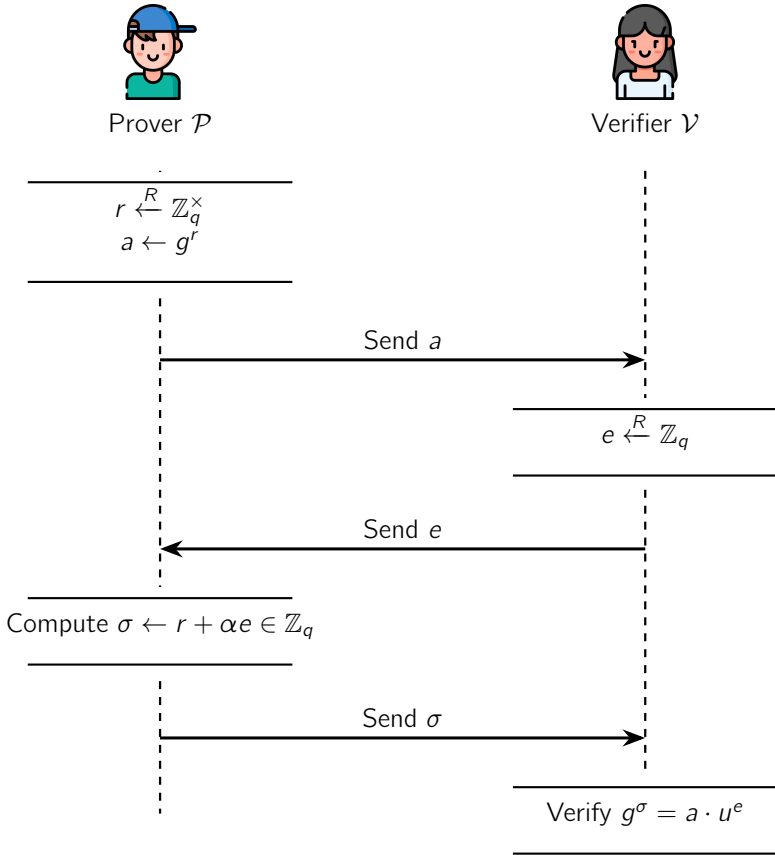 Prover 𝒫
Verifier 𝒱
r ←ᴿ ℤ_q^×
a ← g^r
Send a
e ←ᴿ ℤ_q
Send e
Compute σ ← r + αe ∈ ℤ_q
Send σ
Verify g^σ = a · u^e